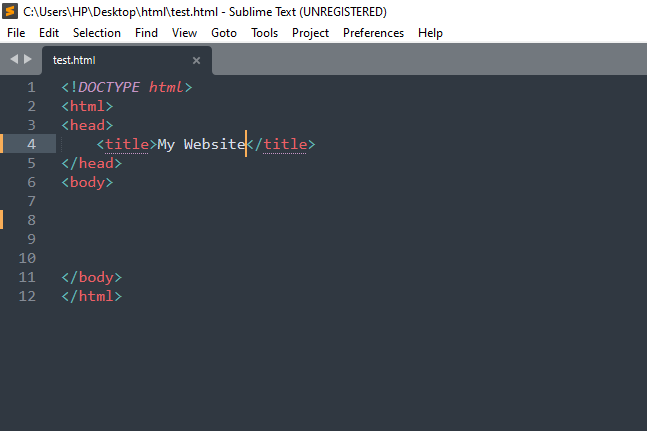 C:\Users\HP\Desktop\html\test.html - Sublime Text (UNREGISTERED)
File Edit Selection Find View Goto Tools Project Preferences Help
test.html ×
1 <!DOCTYPE html>
2 <html>
3 <head>
4     <title>My Website</title>
5 </head>
6 <body>
7
8
9
10
11 </body>
12 </html>